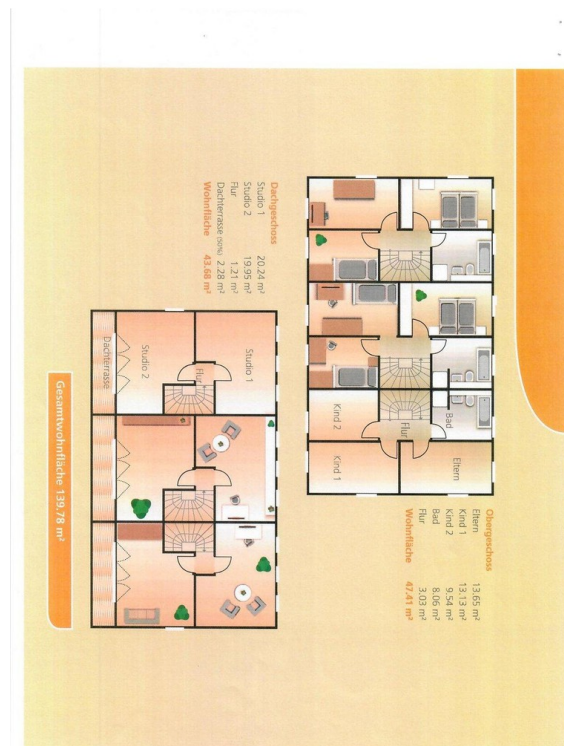 Obergeschoss
Eltern 13.65 m²
Kind 1 13.13 m²
Kind 2 9.54 m²
Bad 8.06 m²
Flur 3.03 m²
Wohnfläche 47.41 m²
Eltern
Bad
Flur
Kind 2
Kind 1
Dachgeschoss
Studio 1 20.24 m²
Studio 2 19.95 m²
Flur 1.21 m²
Dachterrasse (50%) 2.28 m²
Wohnfläche 43.68 m²
Studio 1
Flur
Studio 2
Dachterrasse
Gesamtwohnfläche 139.78 m²